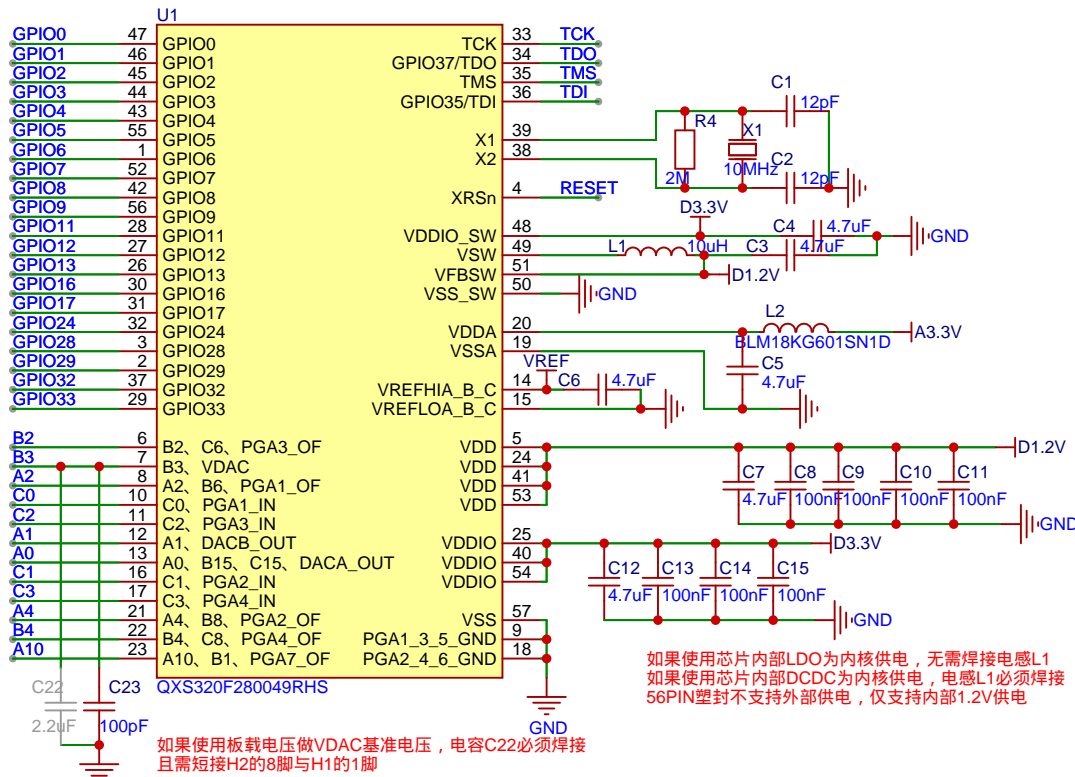 U1
GPIO0 47 GPIO0
GPIO1 46 GPIO1
GPIO2 45 GPIO2
GPIO3 44 GPIO3
GPIO4 43 GPIO4
GPIO5 55 GPIO5
GPIO6 1 GPIO6
GPIO7 52 GPIO7
GPIO8 42 GPIO8
GPIO9 56 GPIO9
GPIO11 28 GPIO11
GPIO12 27 GPIO12
GPIO13 26 GPIO13
GPIO16 30 GPIO16
GPIO17 31 GPIO17
GPIO24 32 GPIO24
GPIO28 3 GPIO28
GPIO29 2 GPIO29
GPIO32 37 GPIO32
GPIO33 29 GPIO33
B2 6 B2、C6、PGA3_OF
B3 7 B3、VDAC
A2 8 A2、B6、PGA1_OF
C0 10 C0、PGA1_IN
C2 11 C2、PGA3_IN
A1 12 A1、DACB_OUT
A0 13 A0、B15、C15、DACA_OUT
C1 16 C1、PGA2_IN
C3 17 C3、PGA4_IN
A4 21 A4、B8、PGA2_OF
B4 22 B4、C8、PGA4_OF
A10 23 A10、B1、PGA7_OF
TCK 33 TCK
GPIO37/TDO 34 TDO
TMS 35 TMS
GPIO35/TDI 36 TDI
X1 39
X2 38
XRSn 4 RESET
VDDIO_SW 48
VSW 49
VFBSW 51
VSS_SW 50 GND
VDDA 20
VSSA 19
VREFHIA_B_C 14
VREFLOA_B_C 15
VDD 5
VDD 24
VDD 41
VDD 53
VDDIO 25
VDDIO 40
VDDIO 54
VSS 57
PGA1_3_5_GND 9
PGA2_4_6_GND 18
QXS320F280049RHS
C1
12pF
R4
X1
2M
10MHz
C2
12pF
D3.3V
C4
4.7uF
GND
L1
10uH
C3
4.7uF
D1.2V
L2
BLM18KG601SN1D
A3.3V
C5
4.7uF
VREF
C6
4.7uF
D1.2V
C7 C8 C9 C10 C11
4.7uF 100nF 100nF 100nF 100nF
GND
D3.3V
C12 C13 C14 C15
4.7uF 100nF 100nF 100nF
GND
GND
C22 C23
2.2uF 100pF
如果使用芯片内部LDO为内核供电，无需焊接电感L1
如果使用芯片内部DCDC为内核供电，电感L1必须焊接
56PIN塑封不支持外部供电，仅支持内部1.2V供电
如果使用板载电压做VDAC基准电压，电容C22必须焊接
且需短接H2的8脚与H1的1脚